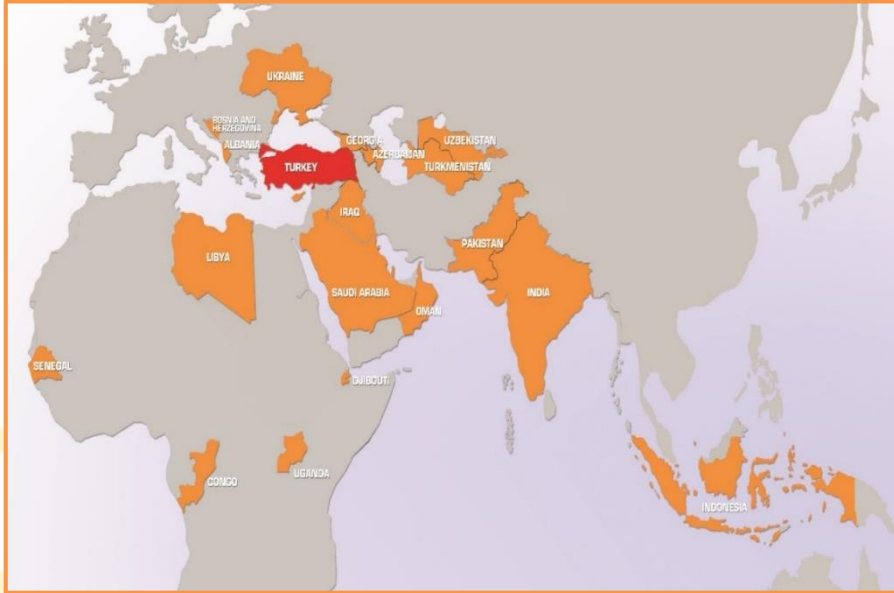 UKRAINE
BOSNIA AND
HERZEGOVINA
ALBANIA
GEORGIA
AZERBAIJAN
UZBEKISTAN
TURKMENISTAN
TURKEY
IRAQ
PAKISTAN
LIBYA
SAUDI ARABIA
OMAN
INDIA
SENEGAL
DJIBOUTI
CONGO
UGANDA
INDONESIA